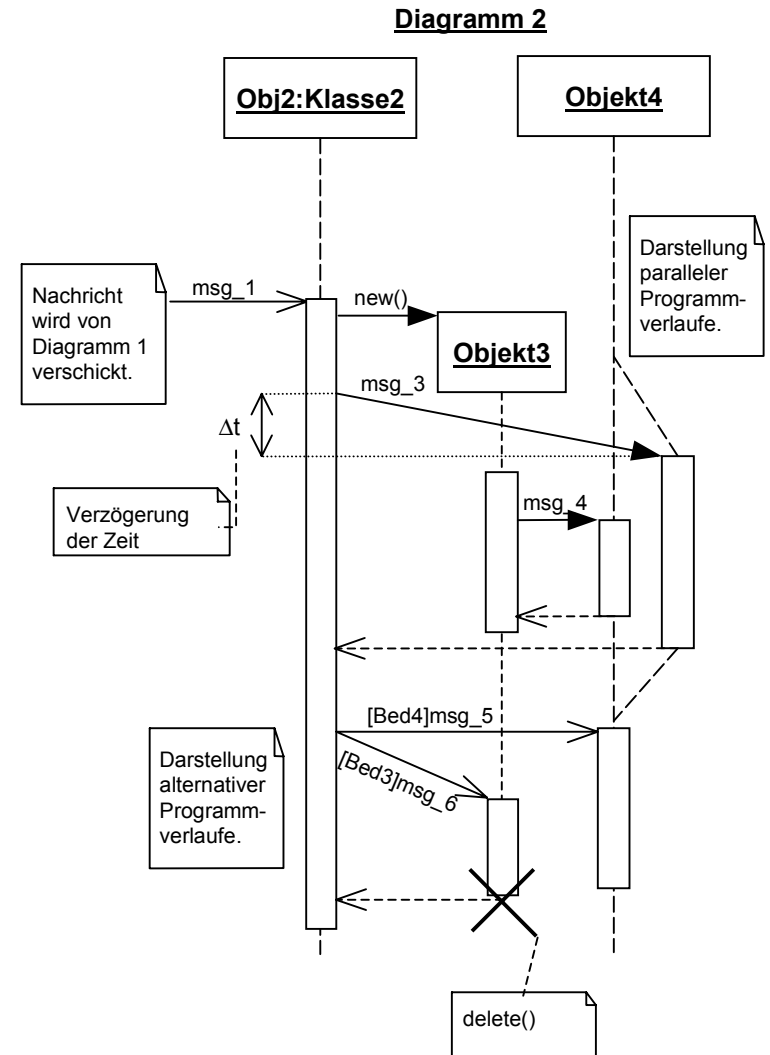 Diagramm 2
Obj2:Klasse2
Objekt4
Darstellung
paralleler
Programm-
verlaufe.
Nachricht
wird von
Diagramm 1
verschickt.
msg_1
new()
Objekt3
msg_3
Δt
msg_4
Verzögerung
der Zeit
[Bed4]msg_5
[Bed3]msg_6
Darstellung
alternativer
Programm-
verlaufe.
delete()